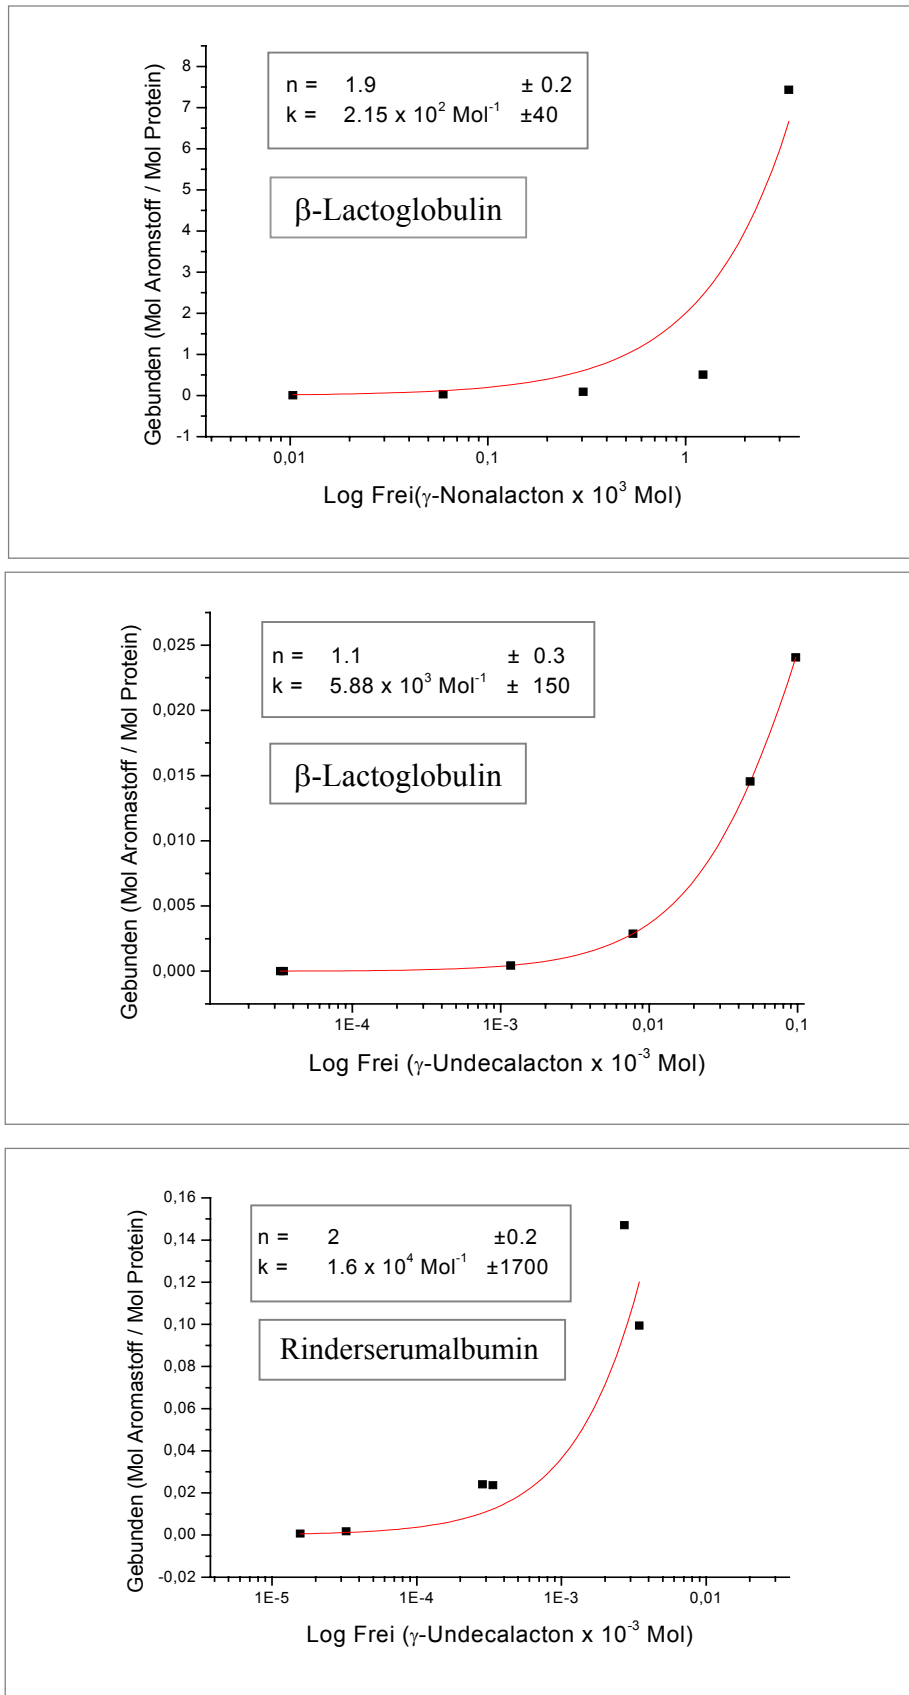 Gebunden (Mol Aromstoff / Mol Protein)
8
7
6
5
4
3
2
1
0
-1
n = 1.9 ± 0.2
k = 2.15 x 10² Mol⁻¹ ±40
β-Lactoglobulin
0,01 0,1 1
Log Frei(γ-Nonalacton x 10³ Mol)
Gebunden (Mol Aromastoff / Mol Protein)
0,025
0,020
0,015
0,010
0,005
0,000
n = 1.1 ± 0.3
k = 5.88 x 10³ Mol⁻¹ ± 150
β-Lactoglobulin
1E-4 1E-3 0,01 0,1
Log Frei (γ-Undecalacton x 10⁻³ Mol)
Gebunden (Mol Aromastoff / Mol Protein)
0,16
0,14
0,12
0,10
0,08
0,06
0,04
0,02
0,00
-0,02
n = 2 ±0.2
k = 1.6 x 10⁴ Mol⁻¹ ±1700
Rinderserumalbumin
1E-5 1E-4 1E-3 0,01
Log Frei (γ-Undecalacton x 10⁻³ Mol)